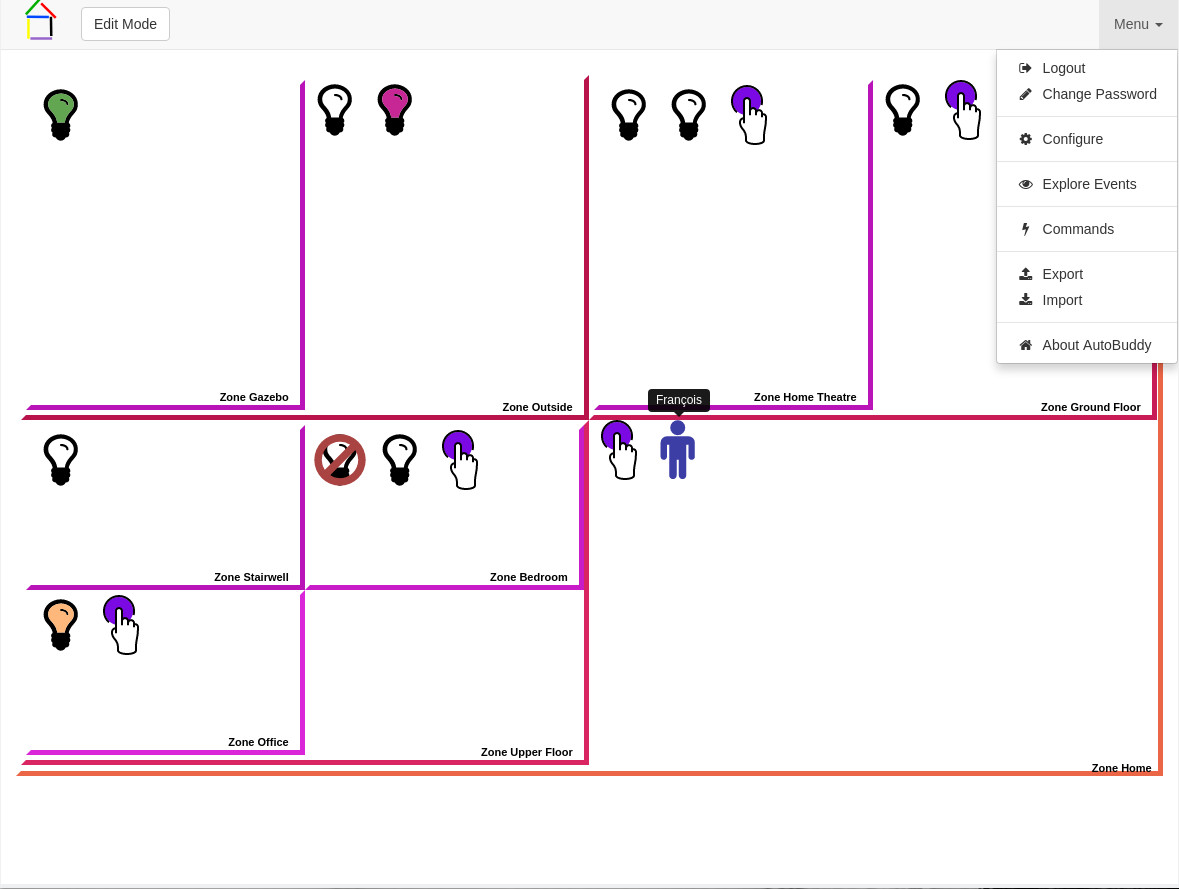 Edit Mode
Menu
Logout
Change Password
Configure
Explore Events
Commands
Export
Import
About AutoBuddy
Zone Gazebo
Zone Outside
Zone Home Theatre
Zone Ground Floor
François
Zone Stairwell
Zone Bedroom
Zone Office
Zone Upper Floor
Zone Home